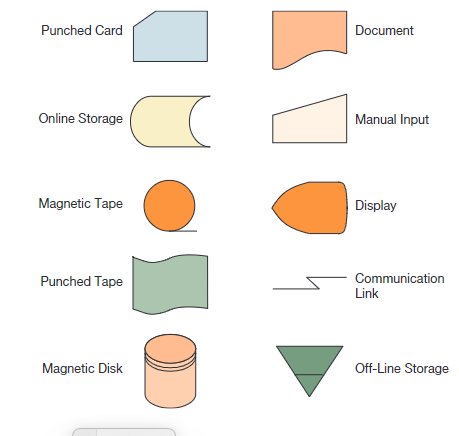 Punched Card
Document
Online Storage
Manual Input
Magnetic Tape
Display
Punched Tape
Communication
Link
Magnetic Disk
Off-Line Storage